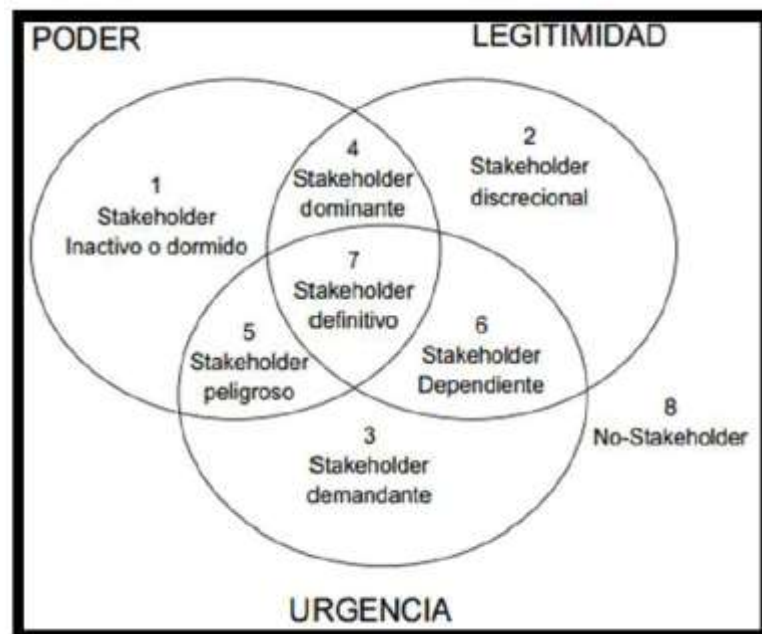 PODER
LEGITIMIDAD
1
Stakeholder
Inactivo o dormido
4
Stakeholder
dominante
2
Stakeholder
discrecional
7
Stakeholder
definitivo
5
Stakeholder
peligroso
6
Stakeholder
Dependiente
3
Stakeholder
demandante
8
No-Stakeholder
URGENCIA